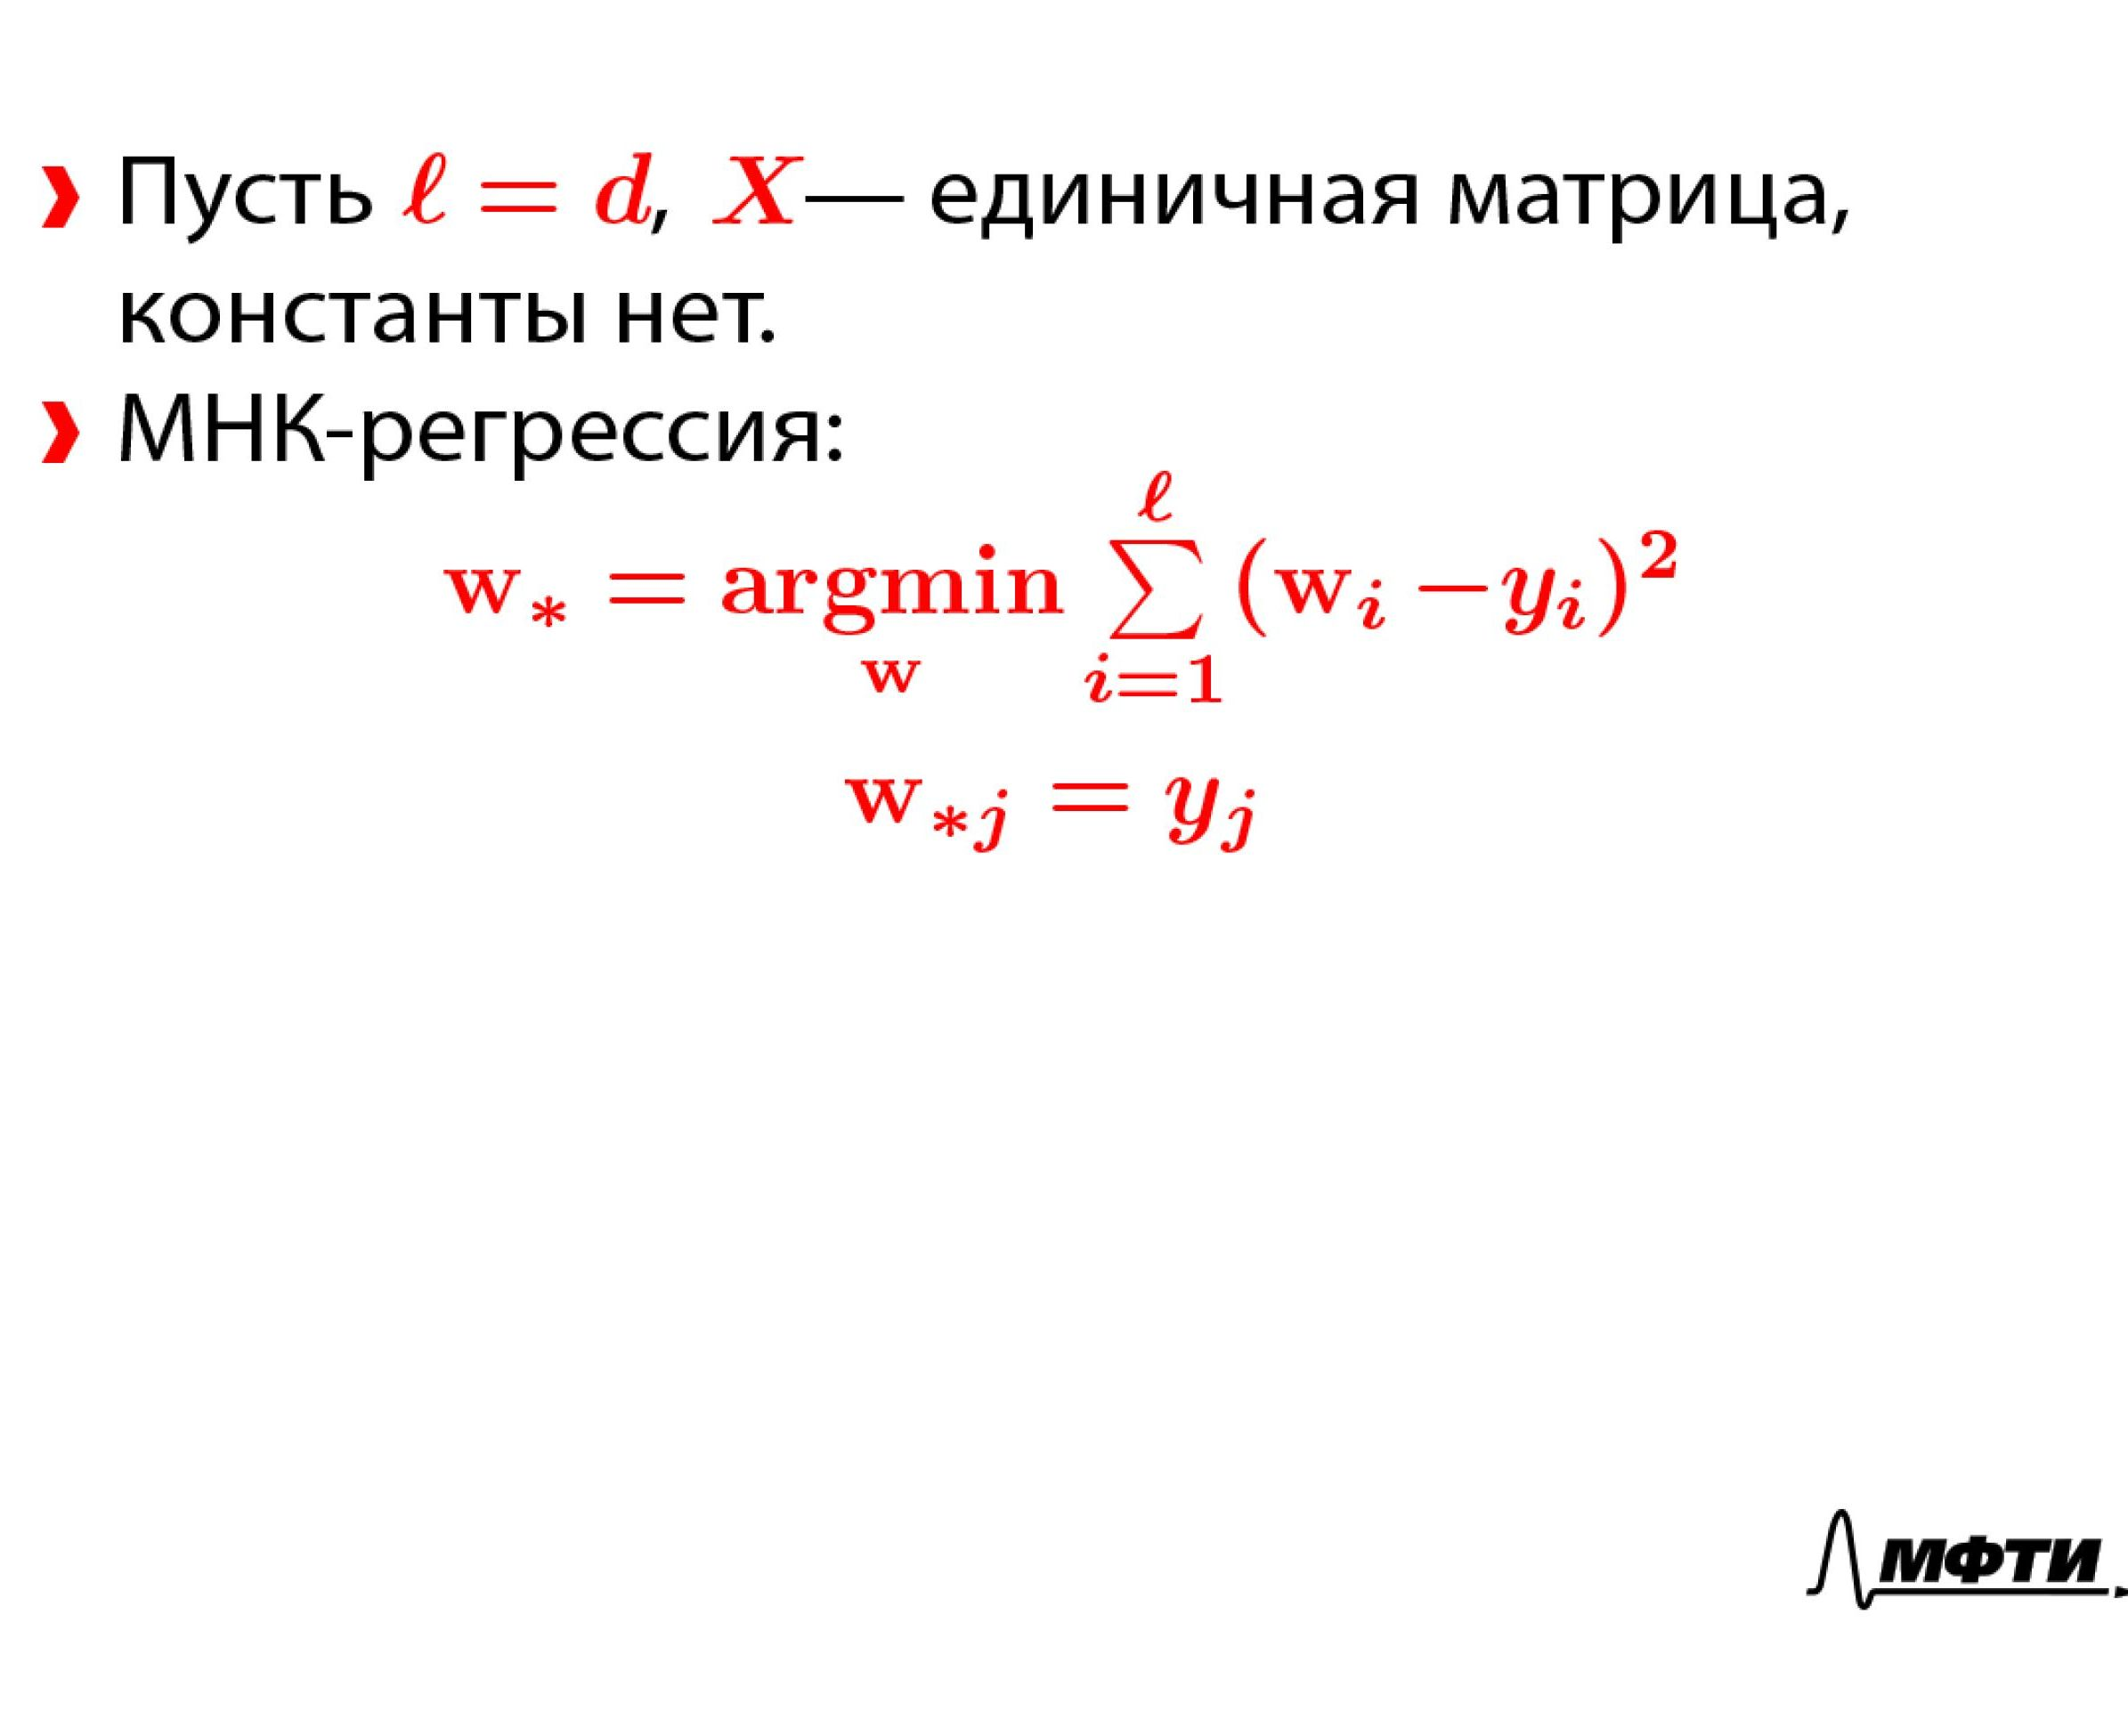 Пусть ℓ = d, X — единичная матрица,
константы нет.
МНК-регрессия:
w_* = argmin_w ∑_{i=1}^{ℓ} (w_i − y_i)^2
w_{*j} = y_j
МФТИ